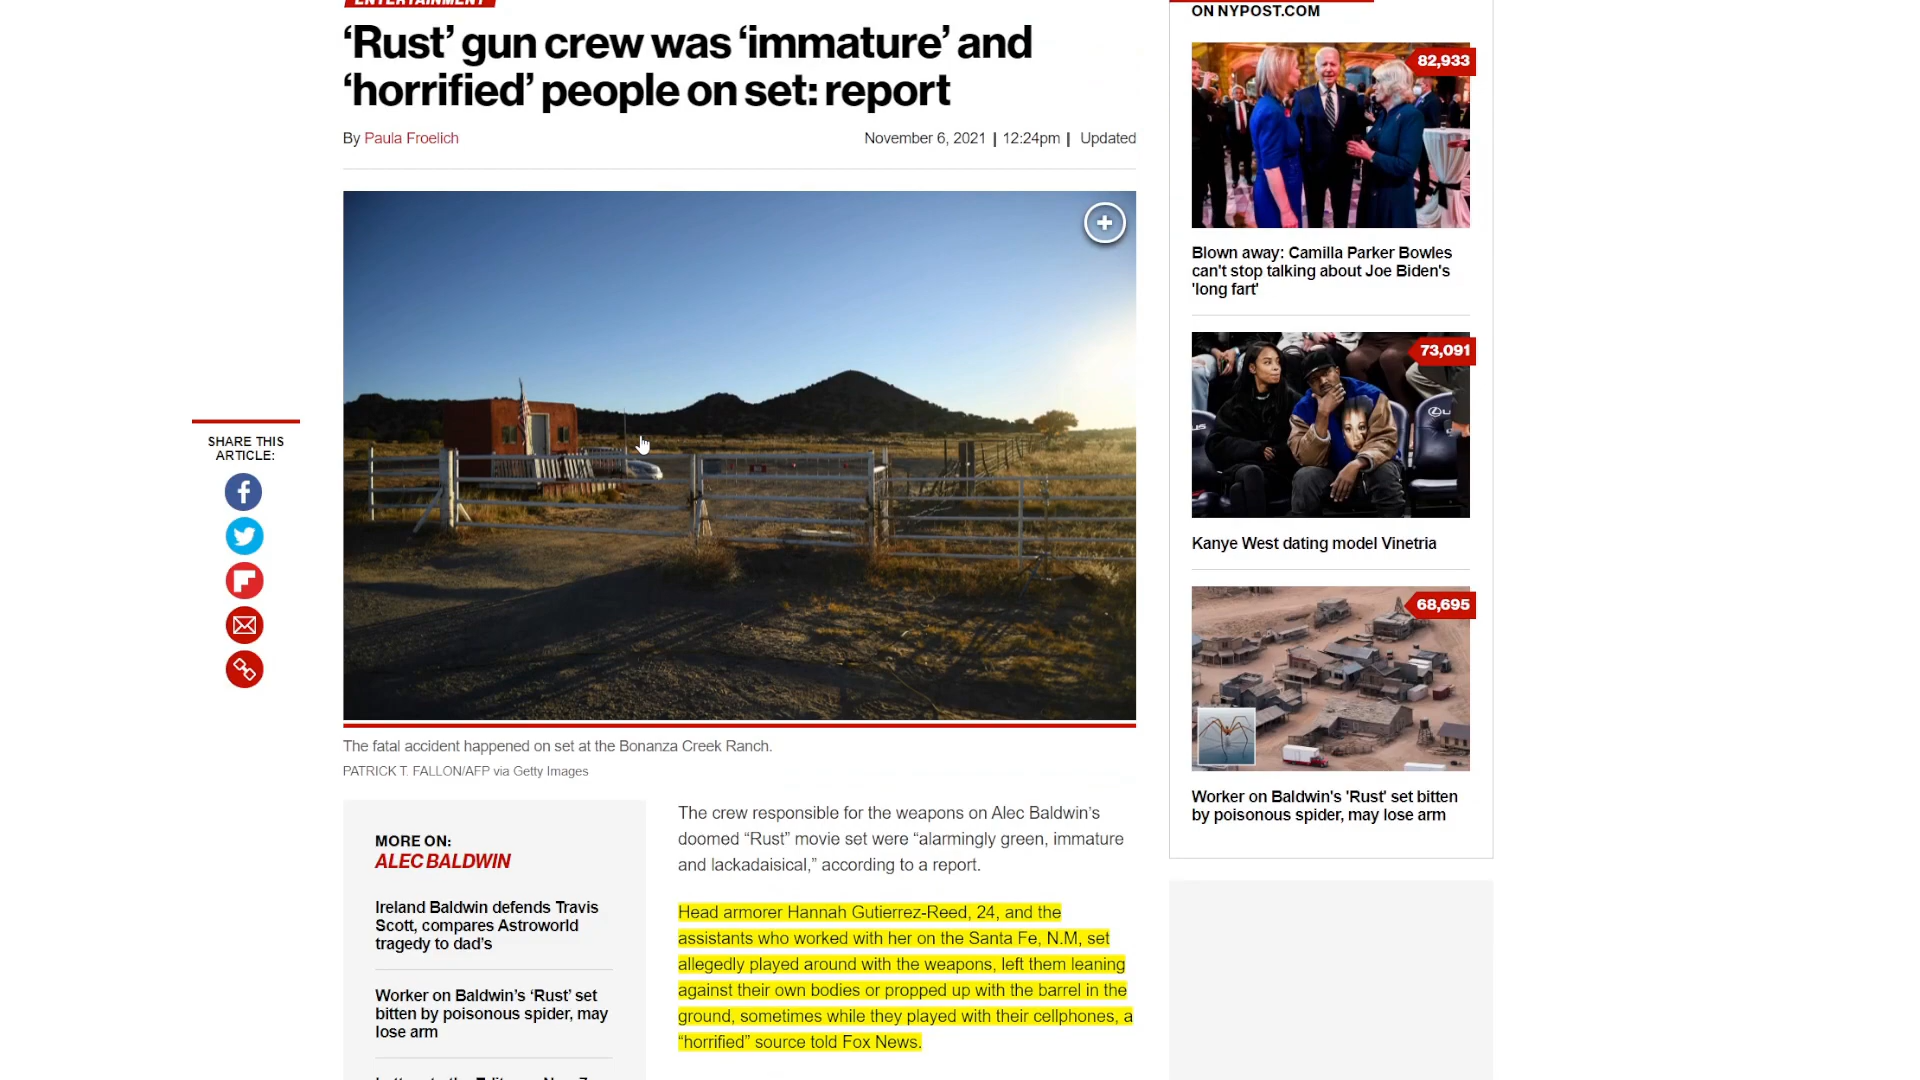 ENTERTAINMENT
‘Rust’ gun crew was ‘immature’ and
‘horrified’ people on set: report
By Paula Froelich
November 6, 2021 | 12:24pm | Updated
SHARE THIS
ARTICLE:
The fatal accident happened on set at the Bonanza Creek Ranch.
PATRICK T. FALLON/AFP via Getty Images
MORE ON:
ALEC BALDWIN
Ireland Baldwin defends Travis
Scott, compares Astroworld
tragedy to dad’s
Worker on Baldwin’s ‘Rust’ set
bitten by poisonous spider, may
lose arm
The crew responsible for the weapons on Alec Baldwin’s
doomed “Rust” movie set were “alarmingly green, immature
and lackadaisical,” according to a report.
Head armorer Hannah Gutierrez-Reed, 24, and the
assistants who worked with her on the Santa Fe, N.M, set
allegedly played around with the weapons, left them leaning
against their own bodies or propped up with the barrel in the
ground, sometimes while they played with their cellphones, a
“horrified” source told Fox News.
ON NYPOST.COM
82,933
Blown away: Camilla Parker Bowles
can't stop talking about Joe Biden's
'long fart'
73,091
Kanye West dating model Vinetria
68,695
Worker on Baldwin's 'Rust' set bitten
by poisonous spider, may lose arm